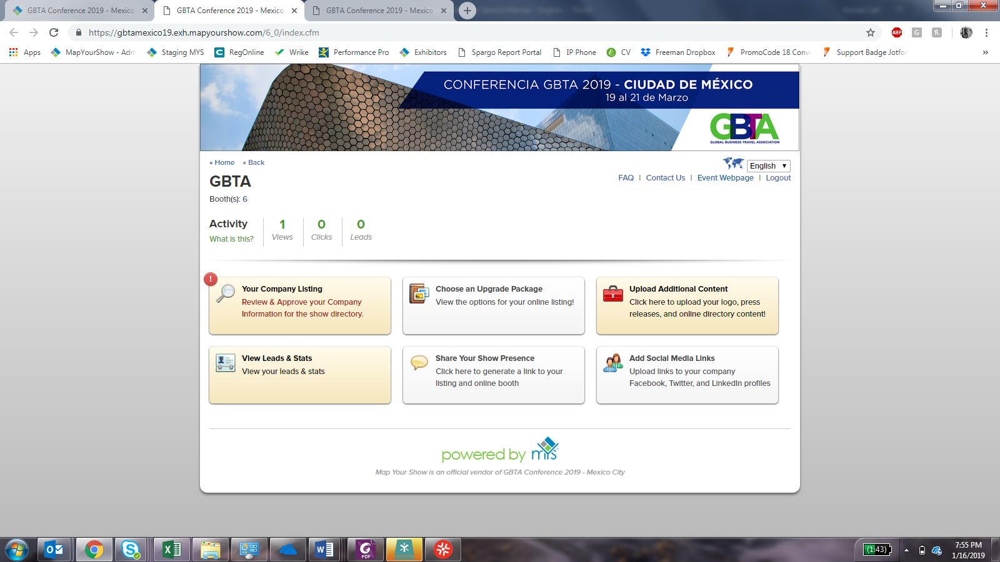 GBTA Conference 2019 - Mexico
GBTA Conference 2019 - Mexico
GBTA Conference 2019 - Mexico
https://gbtamexico19.exh.mapyourshow.com/6_0/index.cfm
ABP
G
Apps
MapYourShow - Adm
Staging MYS
RegOnline
Wrike
Performance Pro
Exhibitors
Spargo Report Portal
IP Phone
CV
Freeman Dropbox
PromoCode 18 Conv
Support Badge Jotfor
»
CONFERENCIA GBTA 2019 - CIUDAD DE MÉXICO
19 al 21 de Marzo
GBTA
GLOBAL BUSINESS TRAVEL ASSOCIATION
« Home « Back
English
GBTA
FAQ | Contact Us | Event Webpage | Logout
Booth(s): 6
Activity
What is this?
1
Views
0
Clicks
0
Leads
!
Your Company Listing
Review & Approve your Company
Information for the show directory.
Choose an Upgrade Package
View the options for your online listing!
Upload Additional Content
Click here to upload your logo, press
releases, and online directory content!
View Leads & Stats
View your leads & stats
Share Your Show Presence
Click here to generate a link to your
listing and online booth
Add Social Media Links
Upload links to your company
Facebook, Twitter, and LinkedIn profiles
powered by mys
Map Your Show is an official vendor of GBTA Conference 2019 - Mexico City
PDF
(1:43)
7:55 PM
1/16/2019